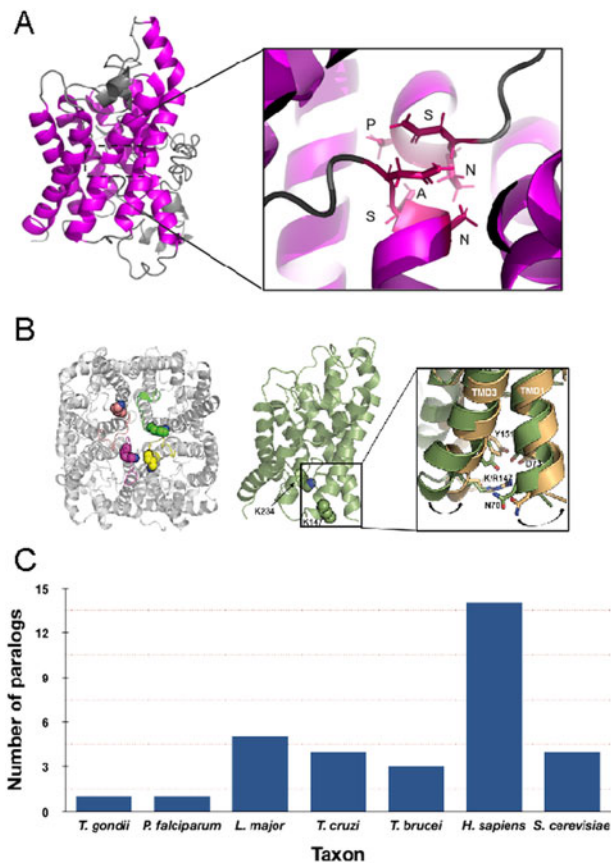 A
S
P
N
A
S
N
B
K234
K147
TMD3
TMD1
Y151
D73
K/R147
N70
C
Number of paralogs
15
12
9
6
3
0
T. gondii P. falciparum L. major T. cruzi T. brucei H. sapiens S. cerevisiae
Taxon